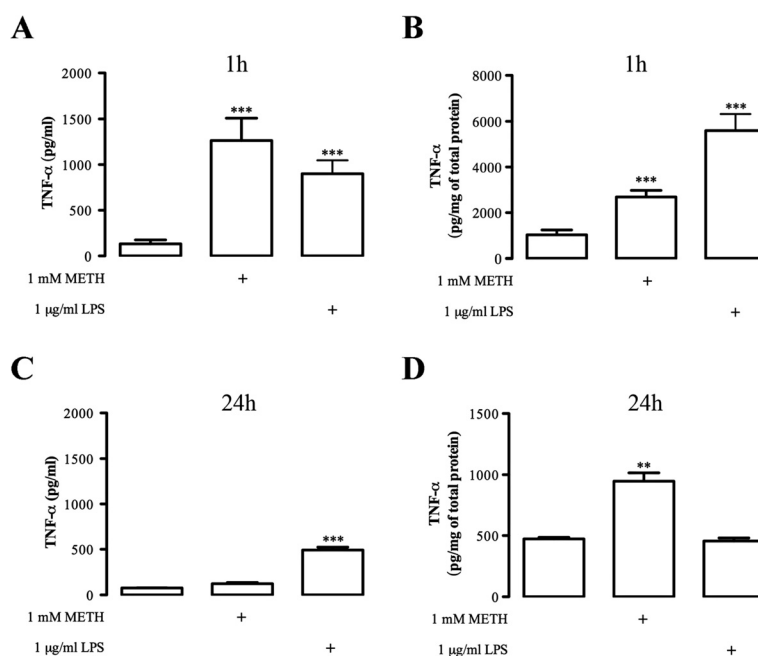 A
1h
TNF-α (pg/ml)
2000
1500
1000
500
0
***
***
1 mM METH
+
1 μg/ml LPS
+
B
1h
TNF-α
(pg/mg of total protein)
8000
6000
4000
2000
0
***
***
1 mM METH
+
1 μg/ml LPS
+
C
24h
TNF-α (pg/ml)
2000
1500
1000
500
0
***
1 mM METH
+
1 μg/ml LPS
+
D
24h
TNF-α
(pg/mg of total protein)
1500
1000
500
0
**
1 mM METH
+
1 μg/ml LPS
+